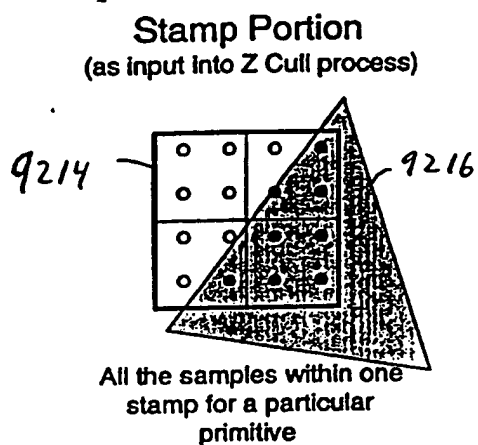 Stamp Portion
(as input into Z Cull process)
9214
9216
All the samples within one
stamp for a particular
primitive